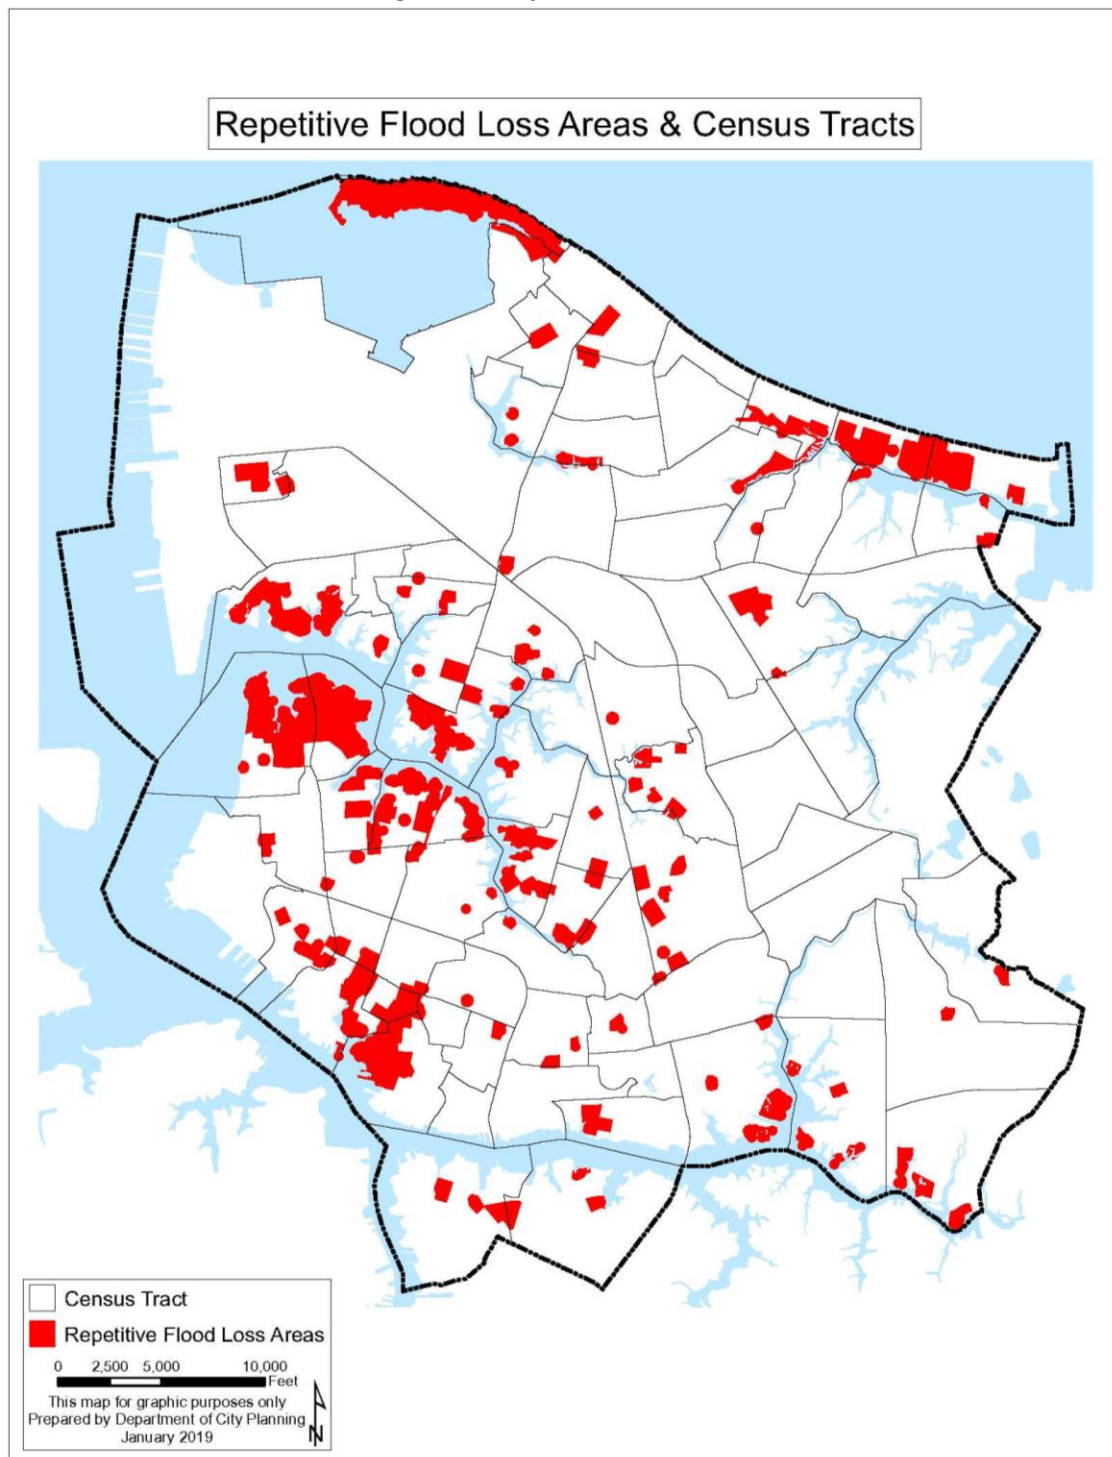 Repetitive Flood Loss Areas & Census Tracts
Census Tract
Repetitive Flood Loss Areas
0 2,500 5,000 10,000
Feet
This map for graphic purposes only
Prepared by Department of City Planning
January 2019
N